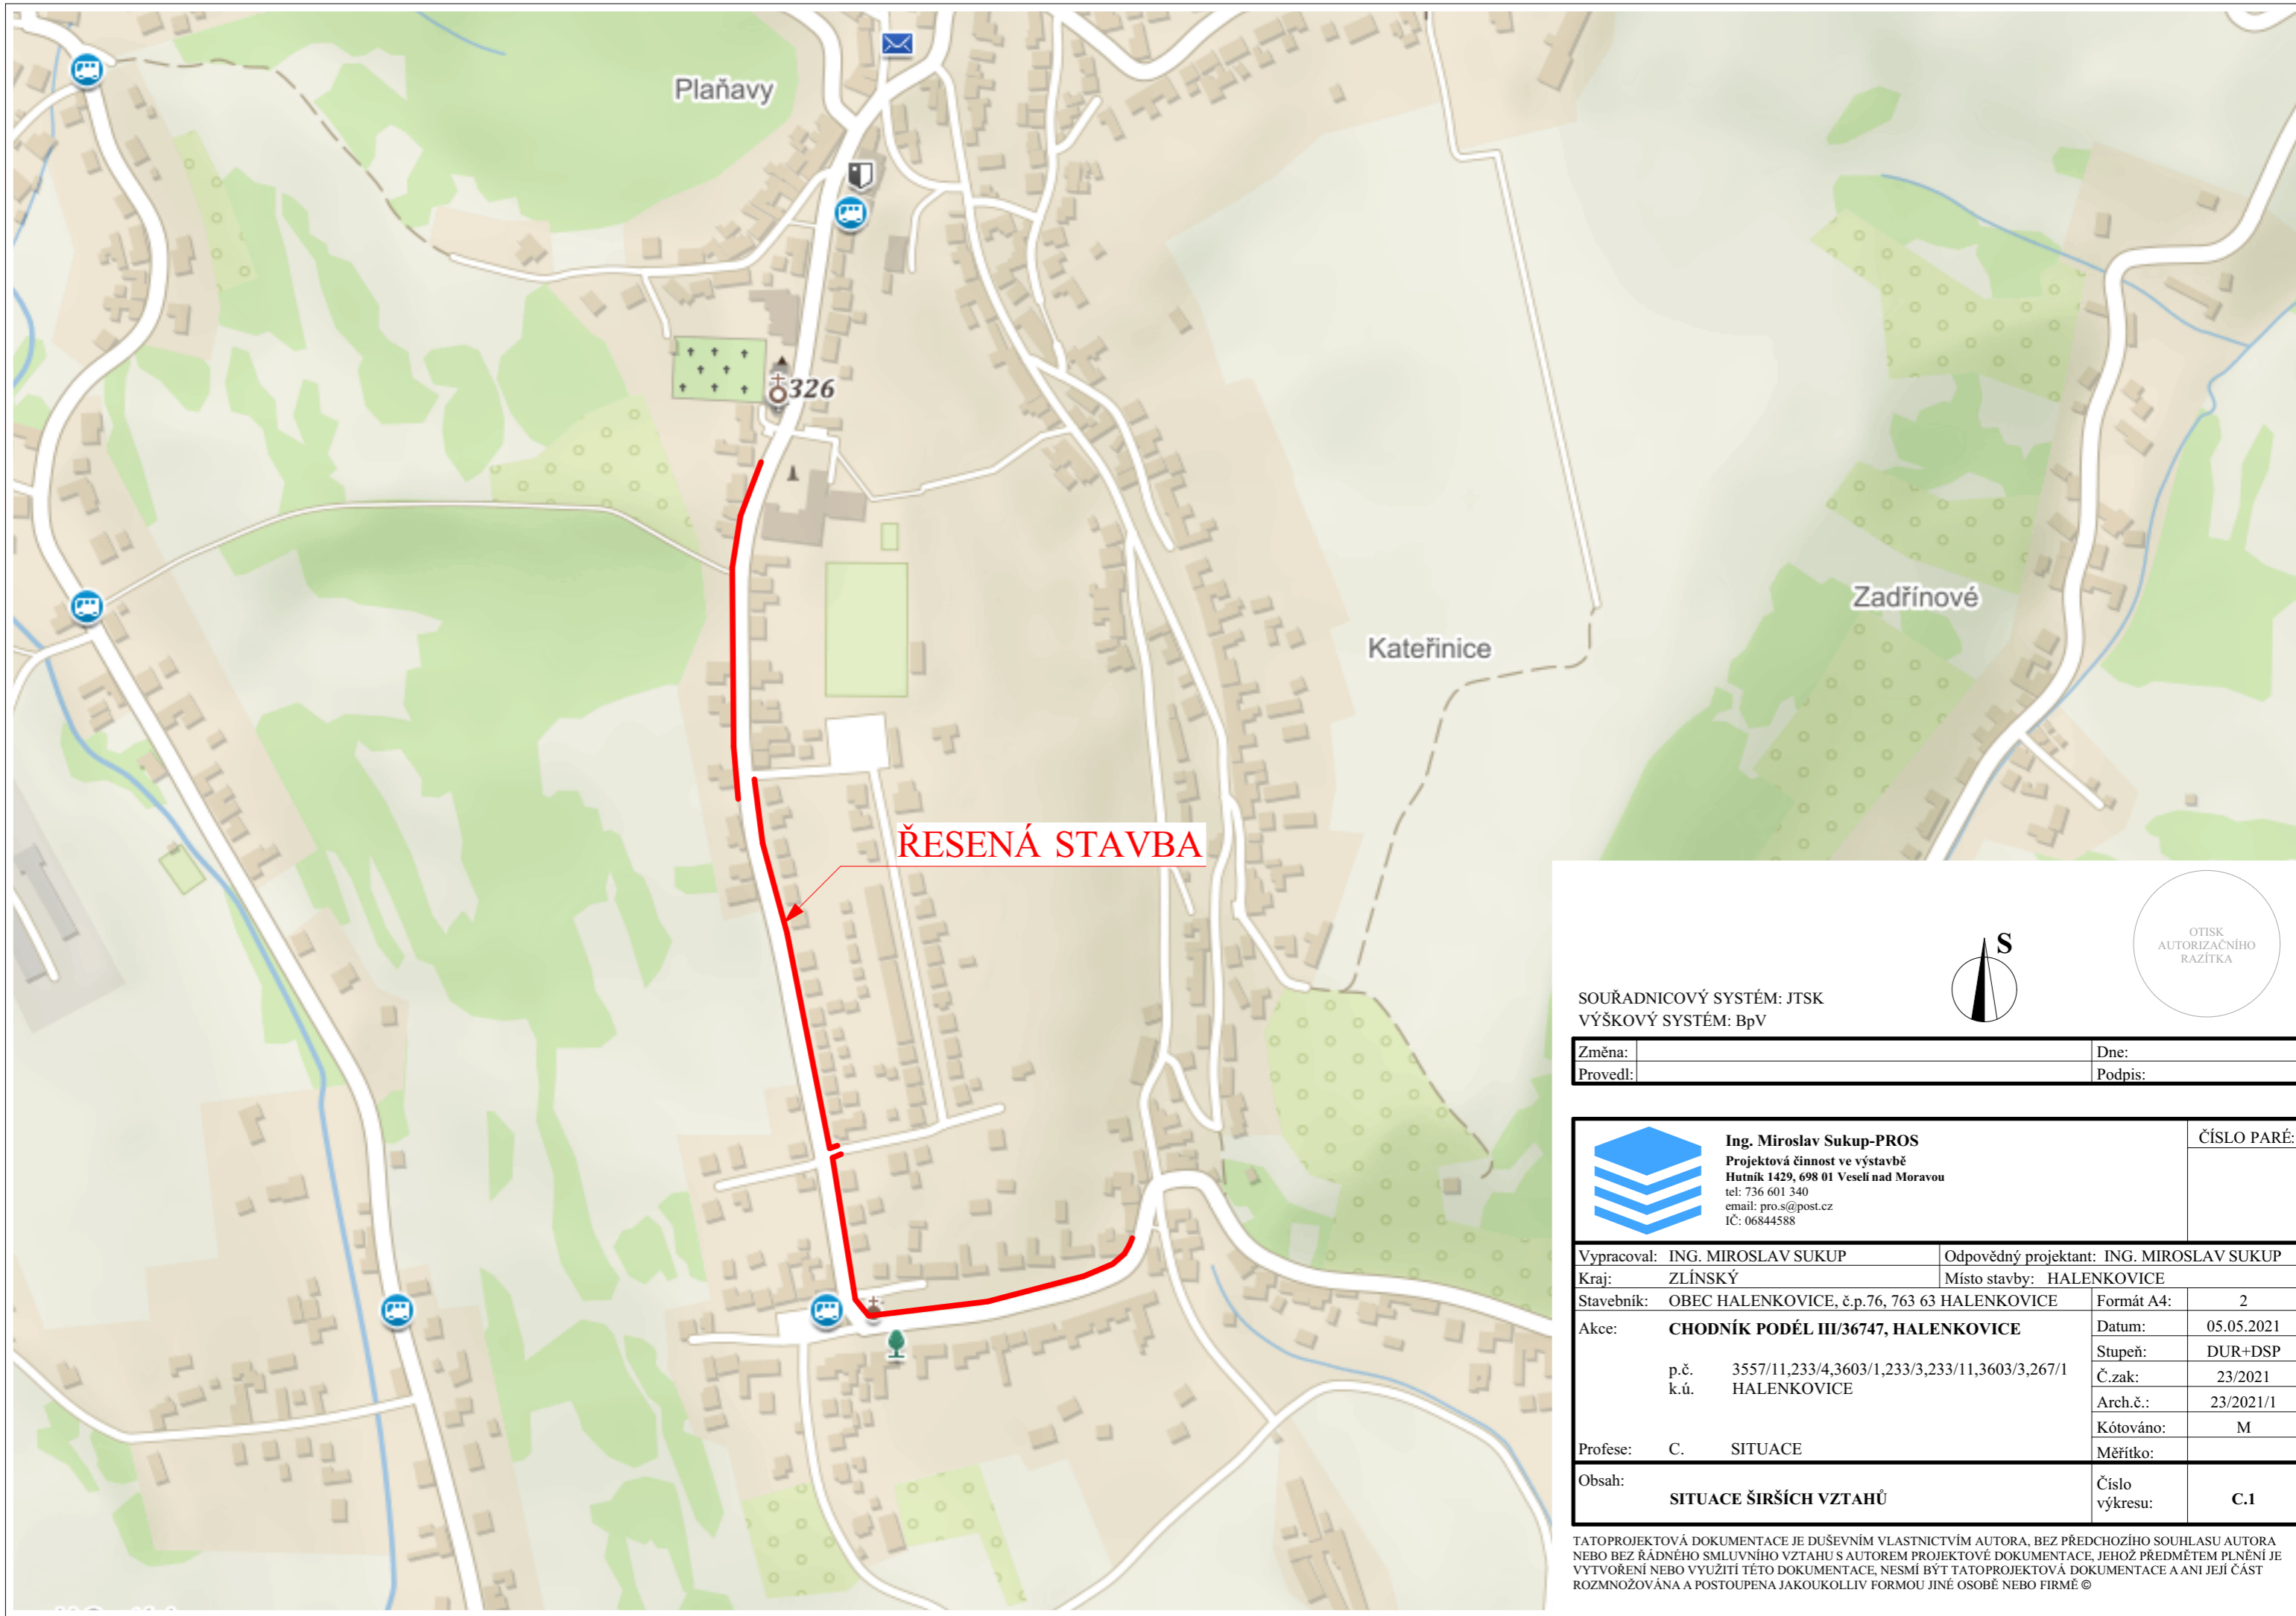 Plaňavy
326
Zadřínové
Kateřinice
ŘESENÁ STAVBA
S
OTISK
AUTORIZAČNÍHO
RAZÍTKA
SOUŘADNICOVÝ SYSTÉM: JTSK
VÝŠKOVÝ SYSTÉM: BpV
Změna: Dne:
Provedl: Podpis:
Ing. Miroslav Sukup-PROS
Projektová činnost ve výstavbě
Hutník 1429, 698 01 Veselí nad Moravou
tel: 736 601 340
email: pro.s@post.cz
IČ: 06844588
ČÍSLO PARÉ:
Vypracoval: ING. MIROSLAV SUKUP Odpovědný projektant: ING. MIROSLAV SUKUP
Kraj: ZLÍNSKÝ Místo stavby: HALENKOVICE
Stavebník: OBEC HALENKOVICE, č.p.76, 763 63 HALENKOVICE Formát A4: 2
Akce: CHODNÍK PODÉL III/36747, HALENKOVICE Datum: 05.05.2021
Stupeň: DUR+DSP
p.č. 3557/11,233/4,3603/1,233/3,233/11,3603/3,267/1
Č.zak: 23/2021
k.ú. HALENKOVICE
Arch.č.: 23/2021/1
Kótováno: M
Profese: C. SITUACE Měřítko:
Obsah:
SITUACE ŠIRŠÍCH VZTAHŮ
Číslo
výkresu: C.1
TATOPROJEKTOVÁ DOKUMENTACE JE DUŠEVNÍM VLASTNICTVÍM AUTORA, BEZ PŘEDCHOZÍHO SOUHLASU AUTORA
NEBO BEZ ŘÁDNÉHO SMLUVNÍHO VZTAHU S AUTOREM PROJEKTOVÉ DOKUMENTACE, JEHOŽ PŘEDMĚTEM PLNĚNÍ JE
VYTVOŘENÍ NEBO VYUŽITÍ TÉTO DOKUMENTACE, NESMÍ BÝT TATOPROJEKTOVÁ DOKUMENTACE A ANI JEJÍ ČÁST
ROZMNOŽOVÁNA A POSTOUPENA JAKOUKOLLIV FORMOU JINÉ OSOBĚ NEBO FIRMĚ ©